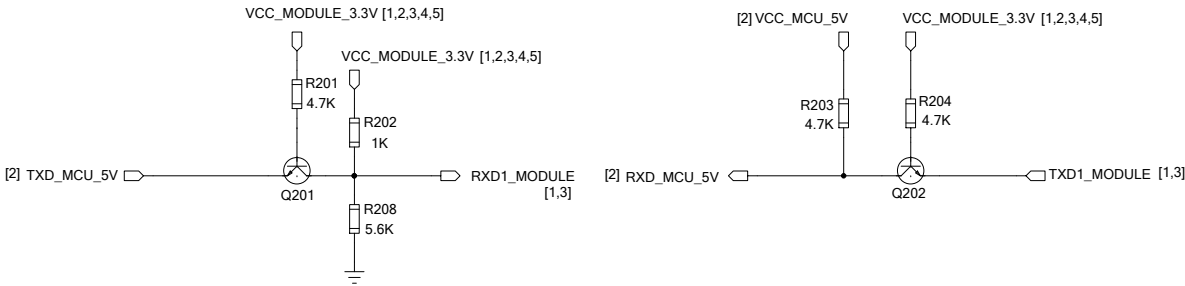 VCC_MODULE_3.3V [1,2,3,4,5]
VCC_MODULE_3.3V [1,2,3,4,5]
R201
4.7K
R202
1K
[2] TXD_MCU_5V
Q201
RXD1_MODULE
[1,3]
R208
5.6K
[2] VCC_MCU_5V
VCC_MODULE_3.3V [1,2,3,4,5]
R203
4.7K
R204
4.7K
[2] RXD_MCU_5V
Q202
TXD1_MODULE [1,3]